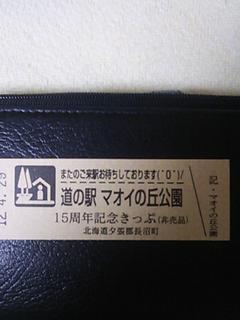 またのご来駅お待ちしております(^0^)/
道の駅 マオイの丘公園
15周年記念きっぷ(非売品)
北海道夕張郡長沼町
12.4.29
記・マオイの丘公園